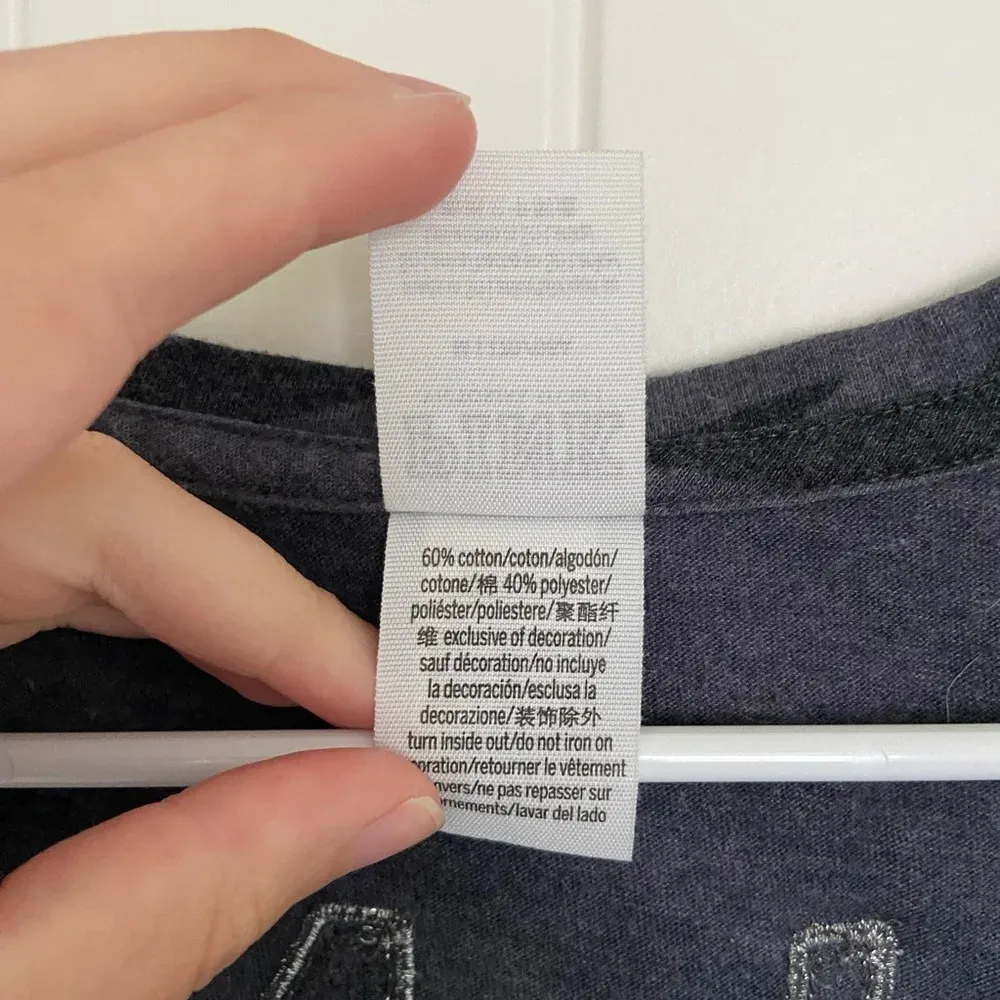 60% cotton/coton/algodón/
cotone/棉 40% polyester/
poliéster/poliestere/聚酯纤
维 exclusive of decoration/
sauf décoration/no incluye
la decoración/esclusa la
decorazione/装饰除外
turn inside out/do not iron on
oration/retourner le vêtement
nvers/ne pas repasser sur
nements/lavar del lado